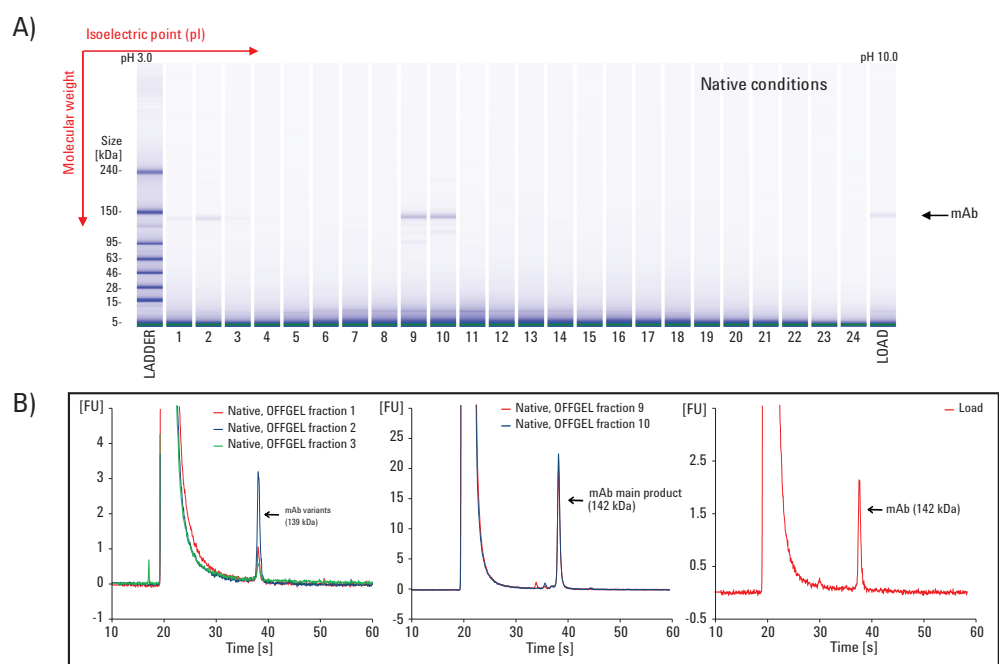 A)
Isoelectric point (pI)
pH 3.0
pH 10.0
Native conditions
Molecular weight
Size
[kDa]
240-
150-
95-
63-
46-
28-
15-
5-
mAb
LADDER 1 2 3 4 5 6 7 8 9 10 11 12 13 14 15 16 17 18 19 20 21 22 23 24 LOAD
B)
[FU]
5
4
3
2
1
0
-1
Native, OFFGEL fraction 1
Native, OFFGEL fraction 2
Native, OFFGEL fraction 3
mAb variants
(139 kDa)
10 20 30 40 50 60
Time [s]
[FU]
25
20
15
10
5
0
-5
Native, OFFGEL fraction 9
Native, OFFGEL fraction 10
mAb main product
(142 kDa)
10 20 30 40 50 60
Time [s]
[FU]
3.5
2.5
1.5
0.5
-0.5
Load
mAb (142 kDa)
10 20 30 40 50 60
Time [s]